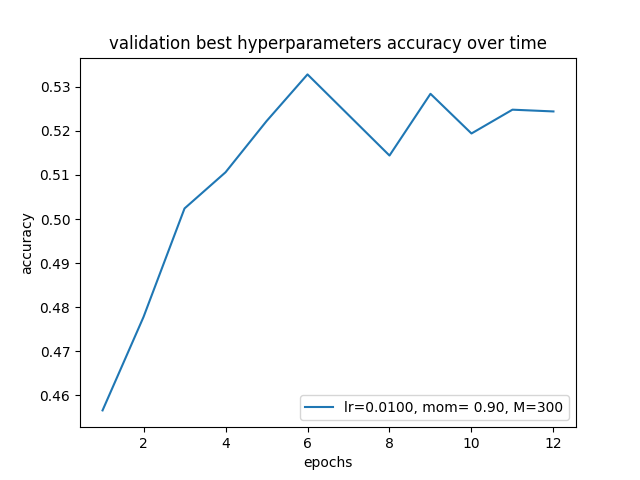 validation best hyperparameters accuracy over time
accuracy
0.53
0.52
0.51
0.50
0.49
0.48
0.47
0.46
lr=0.0100, mom= 0.90, M=300
2 4 6 8 10 12
epochs